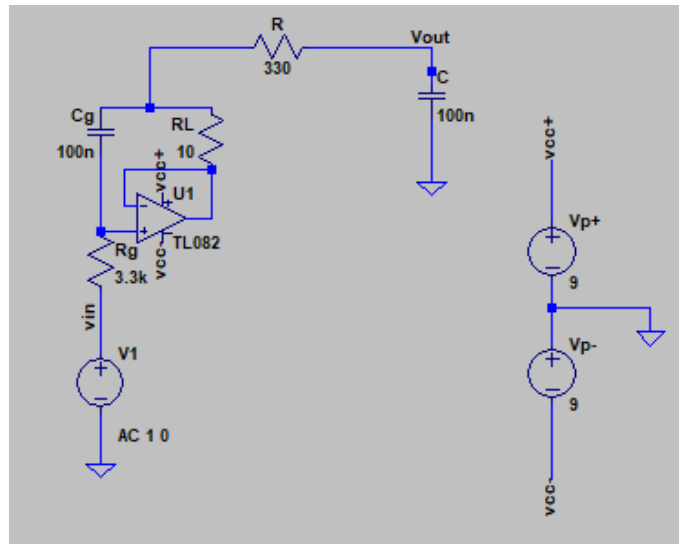 R
330
Vout
C
100n
Cg
100n
RL
10
vcc+
U1
TL082
vcc-
Rg
3.3k
vin
V1
AC 1 0
vcc+
Vp+
9
Vp-
9
vcc-